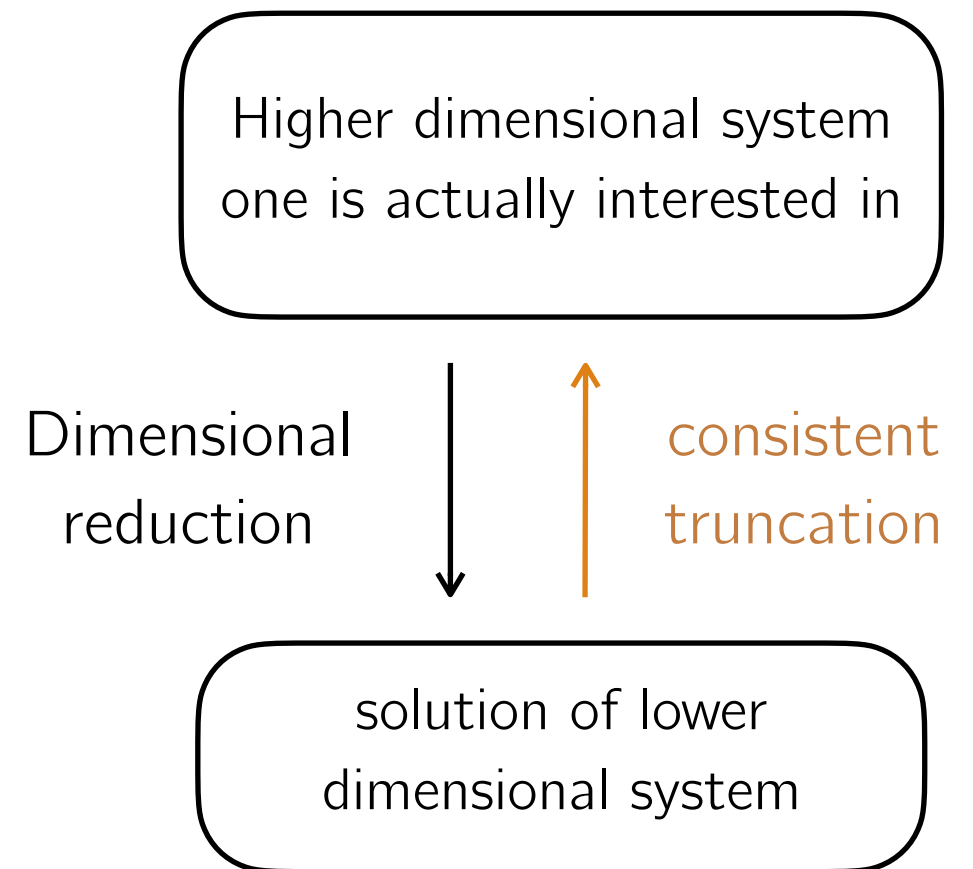 Higher dimensional system
one is actually interested in
Dimensional
reduction
consistent
truncation
solution of lower
dimensional system